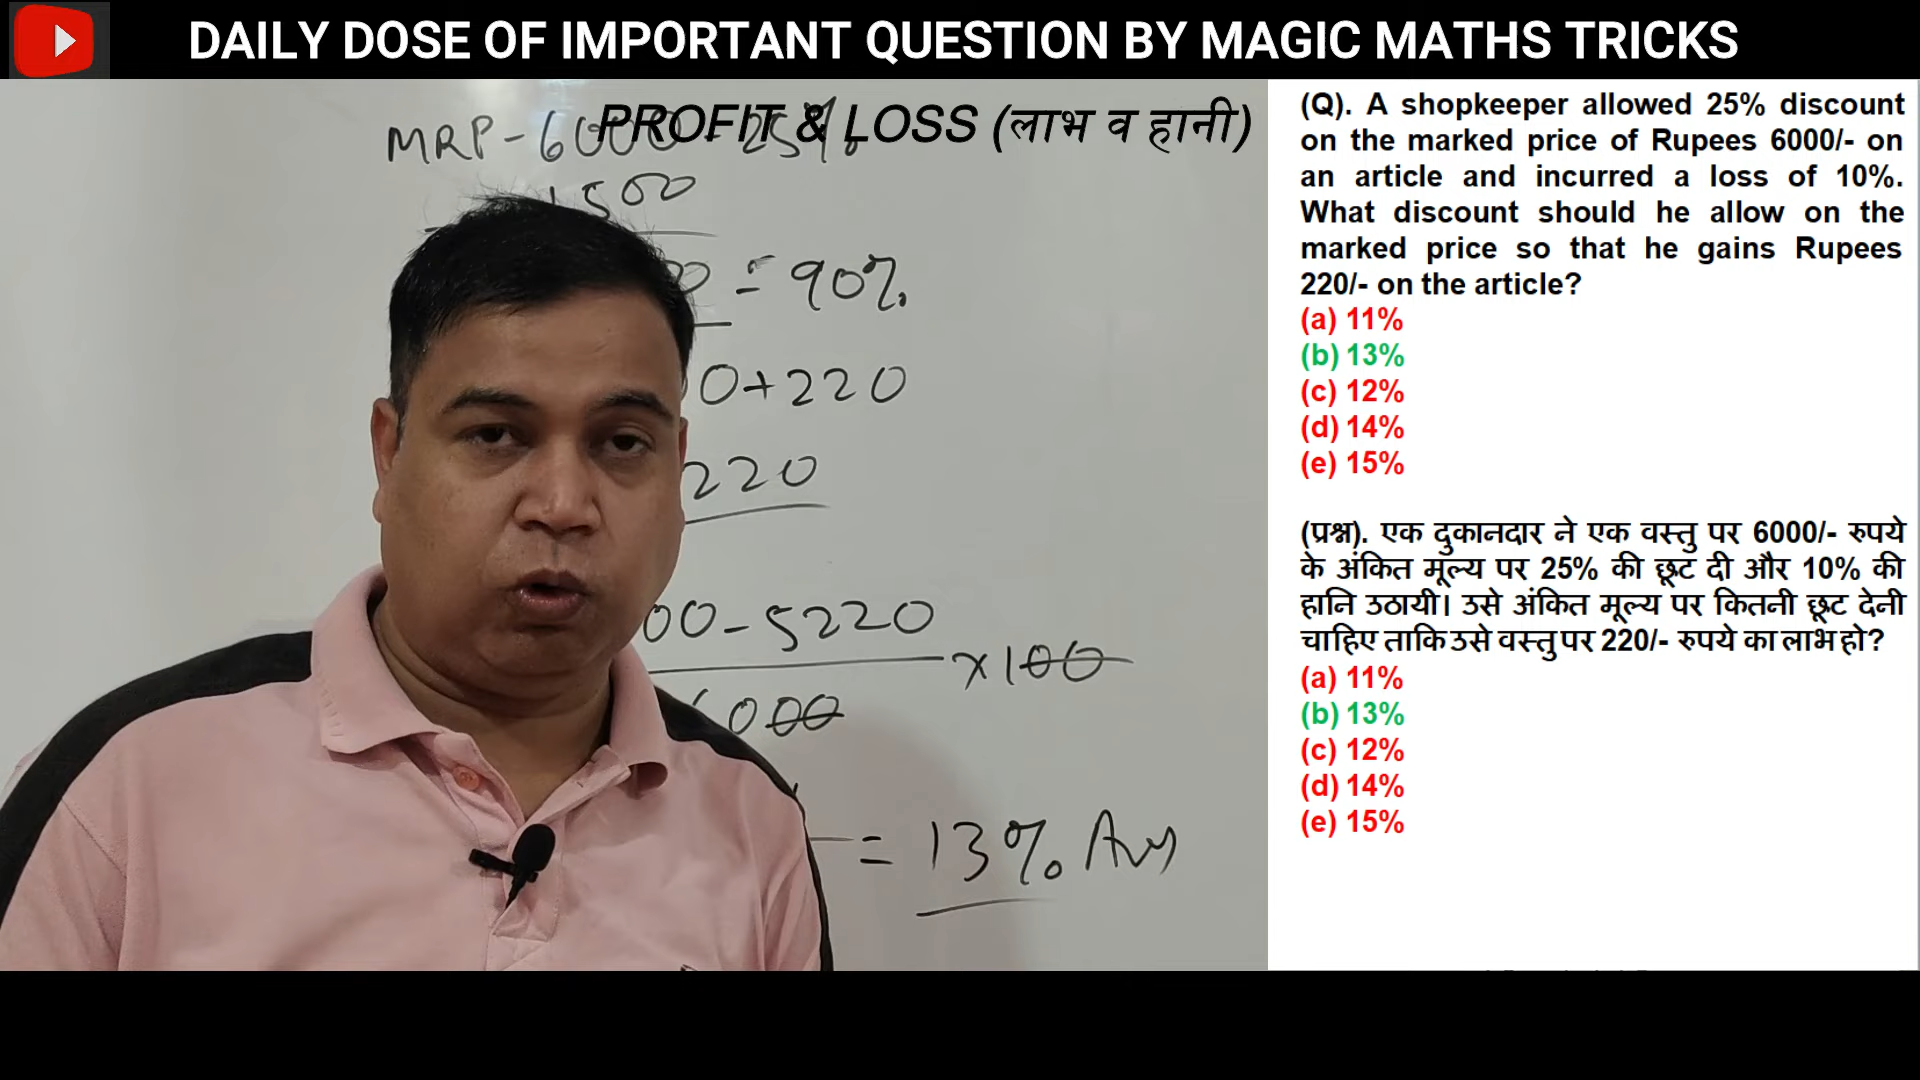 DAILY DOSE OF IMPORTANT QUESTION BY MAGIC MATHS TRICKS
PROFIT & LOSS (लाभ व हानी)
MRP - 6000 - 25%
1500
= 90%
0+220
220
00-5220
×100
6000
= 13% Ans
(Q). A shopkeeper allowed 25% discount
on the marked price of Rupees 6000/- on
an article and incurred a loss of 10%.
What discount should he allow on the
marked price so that he gains Rupees
220/- on the article?
(a) 11%
(b) 13%
(c) 12%
(d) 14%
(e) 15%
(प्रश्न). एक दुकानदार ने एक वस्तु पर 6000/- रुपये
के अंकित मूल्य पर 25% की छूट दी और 10% की
हानि उठायी। उसे अंकित मूल्य पर कितनी छूट देनी
चाहिए ताकि उसे वस्तु पर 220/- रुपये का लाभ हो?
(a) 11%
(b) 13%
(c) 12%
(d) 14%
(e) 15%